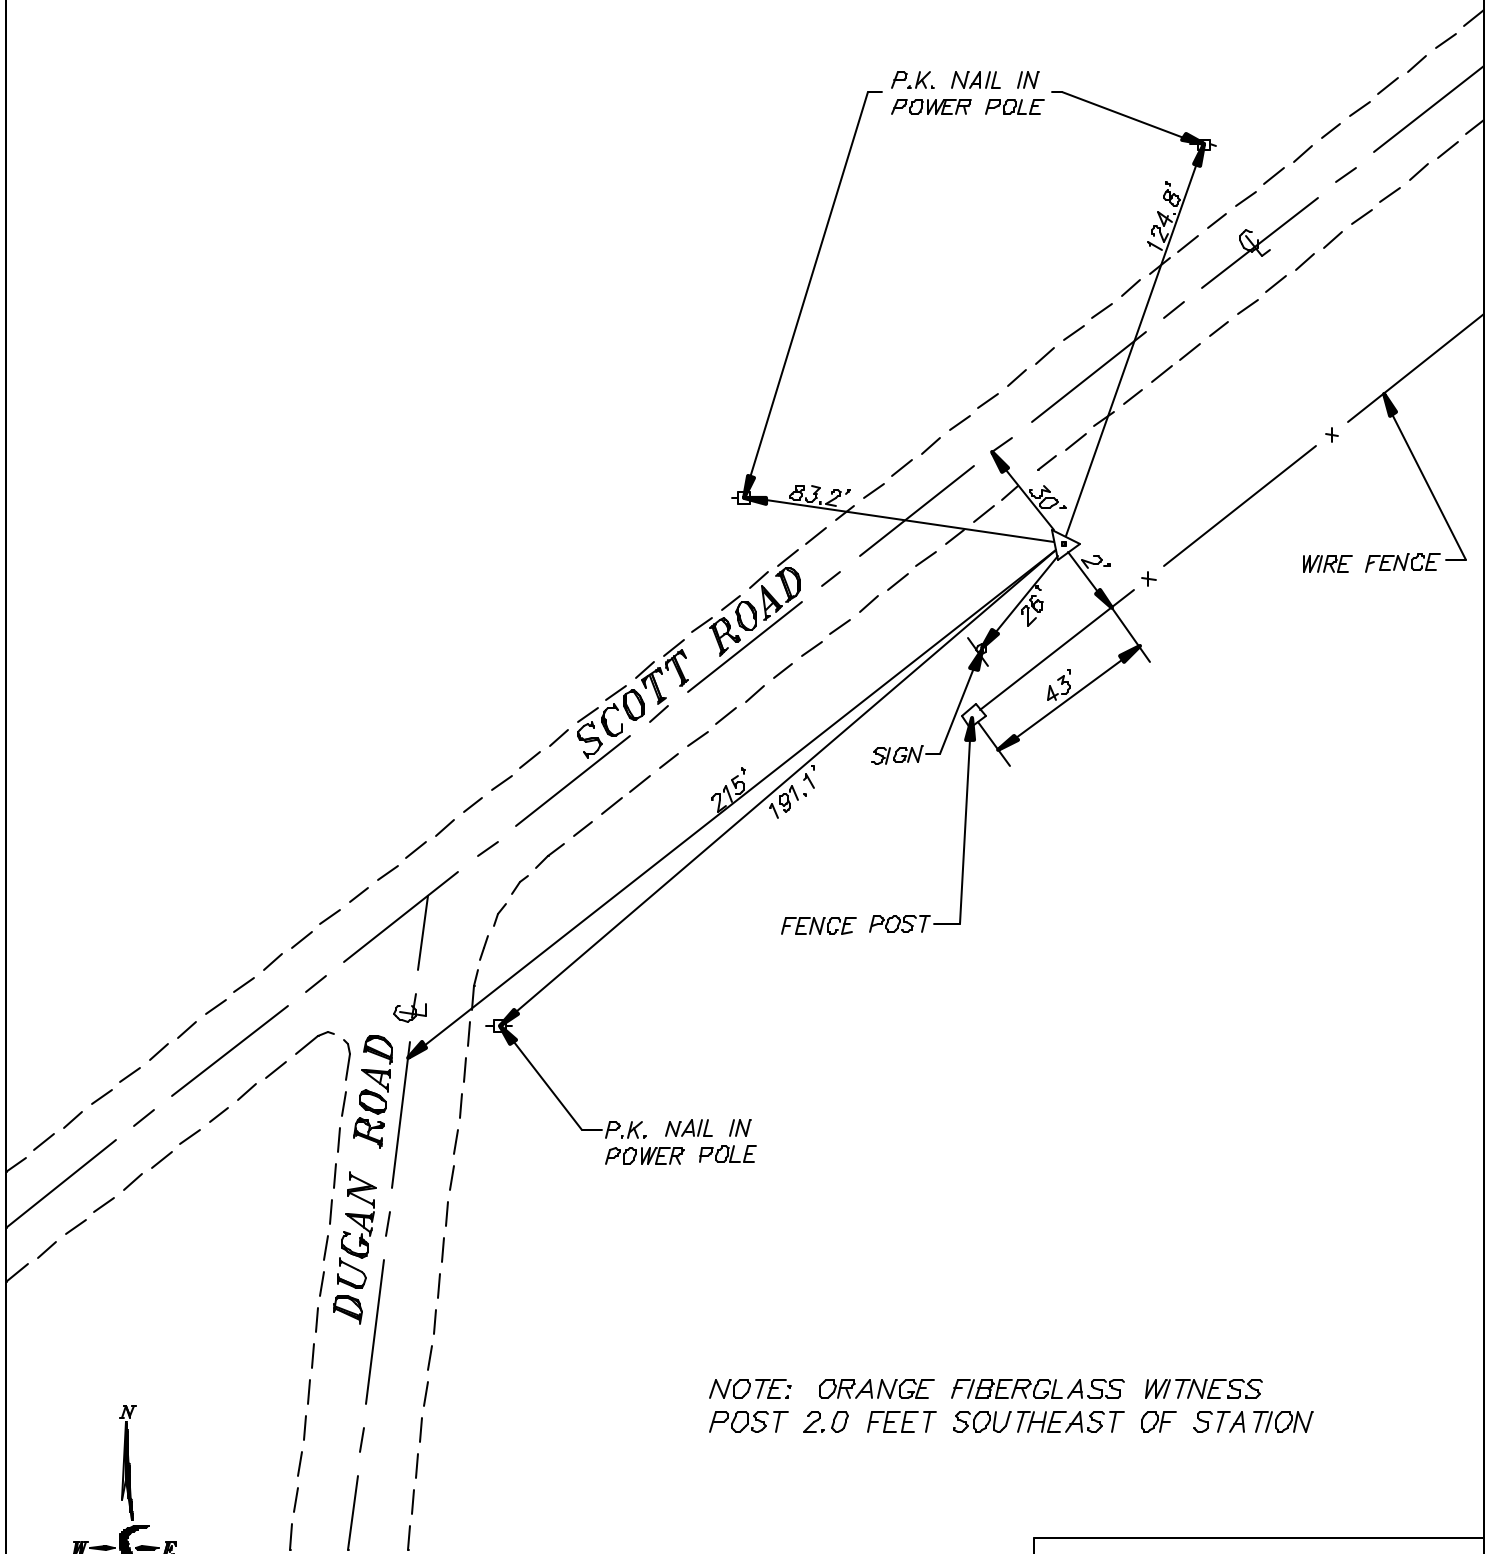 P.K. NAIL IN
POWER POLE
124.8'
℄
83.2'
30'
WIRE FENCE
2'
26'
SCOTT ROAD
43'
SIGN
215'
191.1'
FENCE POST
℄
DUGAN ROAD
P.K. NAIL IN
POWER POLE
NOTE: ORANGE FIBERGLASS WITNESS
POST 2.0 FEET SOUTHEAST OF STATION
N
W E